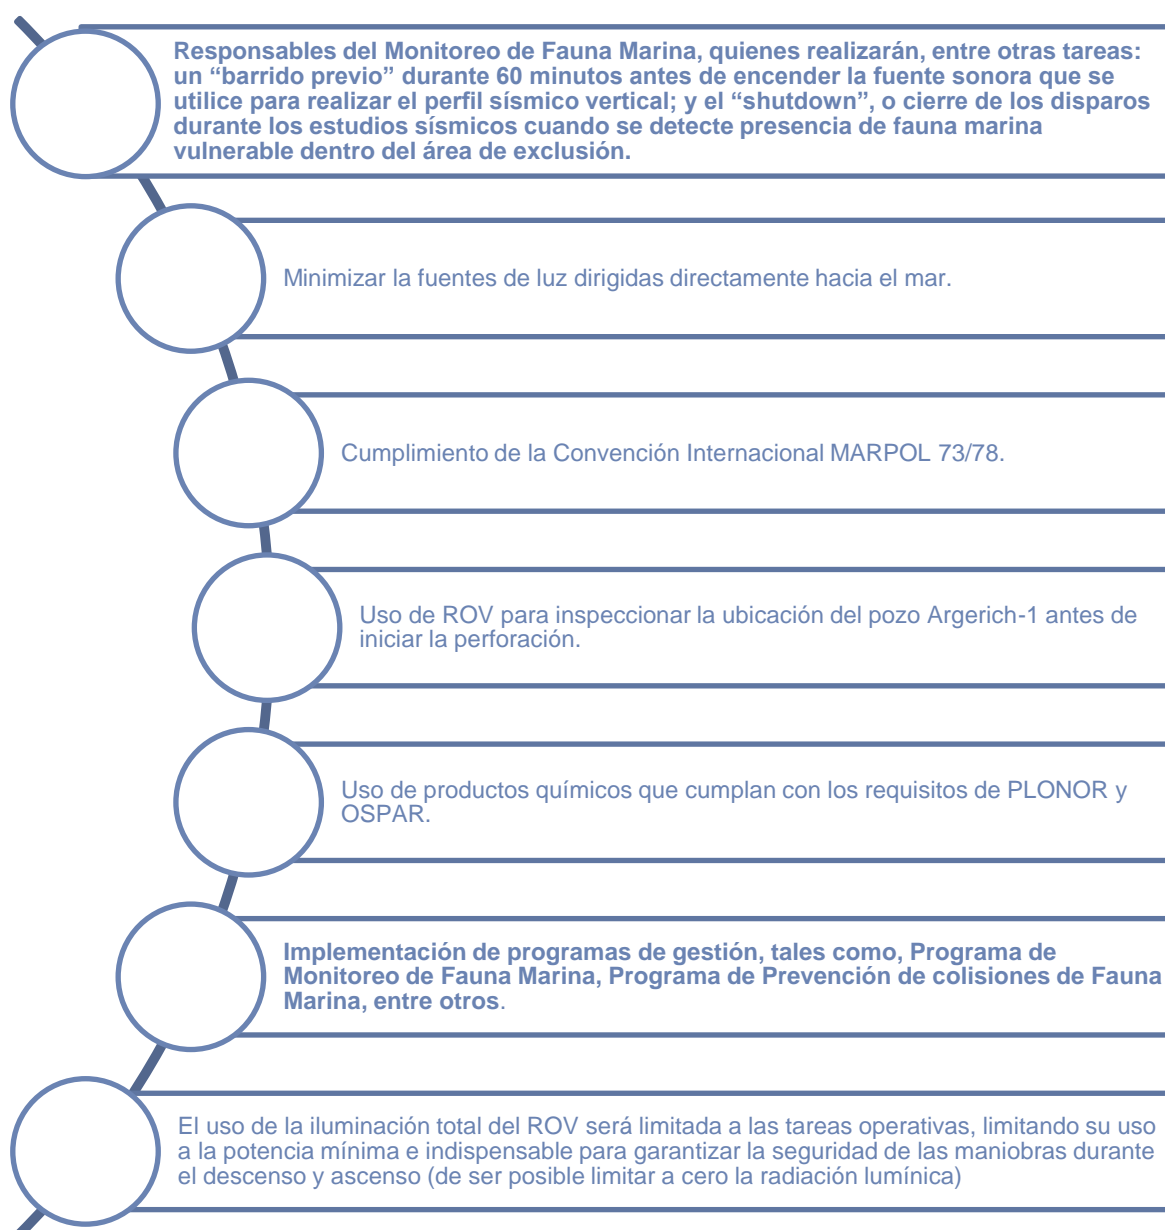 Responsables del Monitoreo de Fauna Marina, quienes realizarán, entre otras tareas:
un “barrido previo” durante 60 minutos antes de encender la fuente sonora que se
utilice para realizar el perfil sísmico vertical; y el “shutdown”, o cierre de los disparos
durante los estudios sísmicos cuando se detecte presencia de fauna marina
vulnerable dentro del área de exclusión.
Minimizar la fuentes de luz dirigidas directamente hacia el mar.
Cumplimiento de la Convención Internacional MARPOL 73/78.
Uso de ROV para inspeccionar la ubicación del pozo Argerich-1 antes de
iniciar la perforación.
Uso de productos químicos que cumplan con los requisitos de PLONOR y
OSPAR.
Implementación de programas de gestión, tales como, Programa de
Monitoreo de Fauna Marina, Programa de Prevención de colisiones de Fauna
Marina, entre otros.
El uso de la iluminación total del ROV será limitada a las tareas operativas, limitando su uso
a la potencia mínima e indispensable para garantizar la seguridad de las maniobras durante
el descenso y ascenso (de ser posible limitar a cero la radiación lumínica)